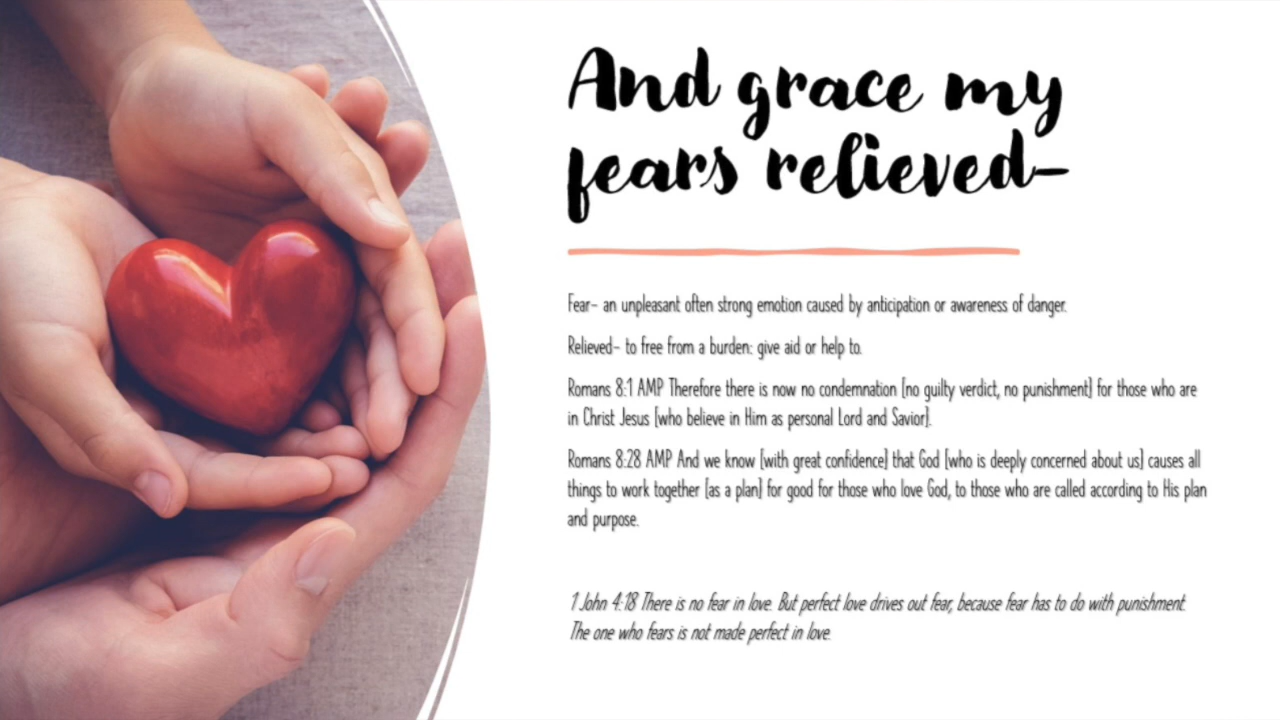 And grace my
fears relieved-
Fear- an unpleasant often strong emotion caused by anticipation or awareness of danger.
Relieved- to free from a burden: give aid or help to.
Romans 8:1 AMP Therefore there is now no condemnation [no guilty verdict, no punishment] for those who are
in Christ Jesus [who believe in Him as personal Lord and Savior].
Romans 8:28 AMP And we know [with great confidence] that God [who is deeply concerned about us] causes all
things to work together [as a plan] for good for those who love God, to those who are called according to His plan
and purpose.
1 John 4:18 There is no fear in love. But perfect love drives out fear, because fear has to do with punishment.
The one who fears is not made perfect in love.